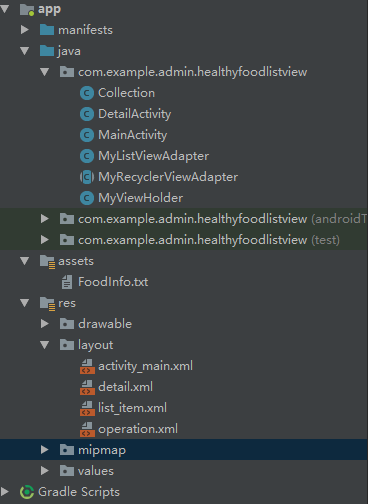 app
manifests
java
com.example.admin.healthyfoodlistview
Collection
DetailActivity
MainActivity
MyListViewAdapter
MyRecyclerViewAdapter
MyViewHolder
com.example.admin.healthyfoodlistview (androidT
com.example.admin.healthyfoodlistview (test)
assets
FoodInfo.txt
res
drawable
layout
activity_main.xml
detail.xml
list_item.xml
operation.xml
mipmap
values
Gradle Scripts